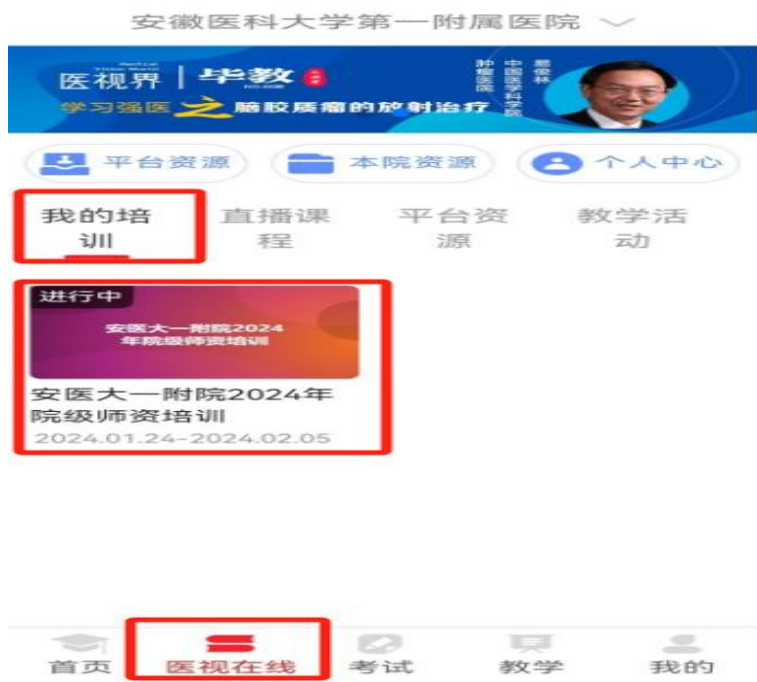 安徽医科大学第一附属医院
医视界 毕教
学习强医之脑胶质瘤的放射治疗
中国医学科学院
肿瘤医院
平台资源
本院资源
个人中心
我的培
训
直播课
程
平台资
源
教学活
动
进行中
安医大一附院2024
年院级师资培训
安医大一附院2024年
院级师资培训
2024.01.24-2024.02.05
首页
医视在线
考试
教学
我的